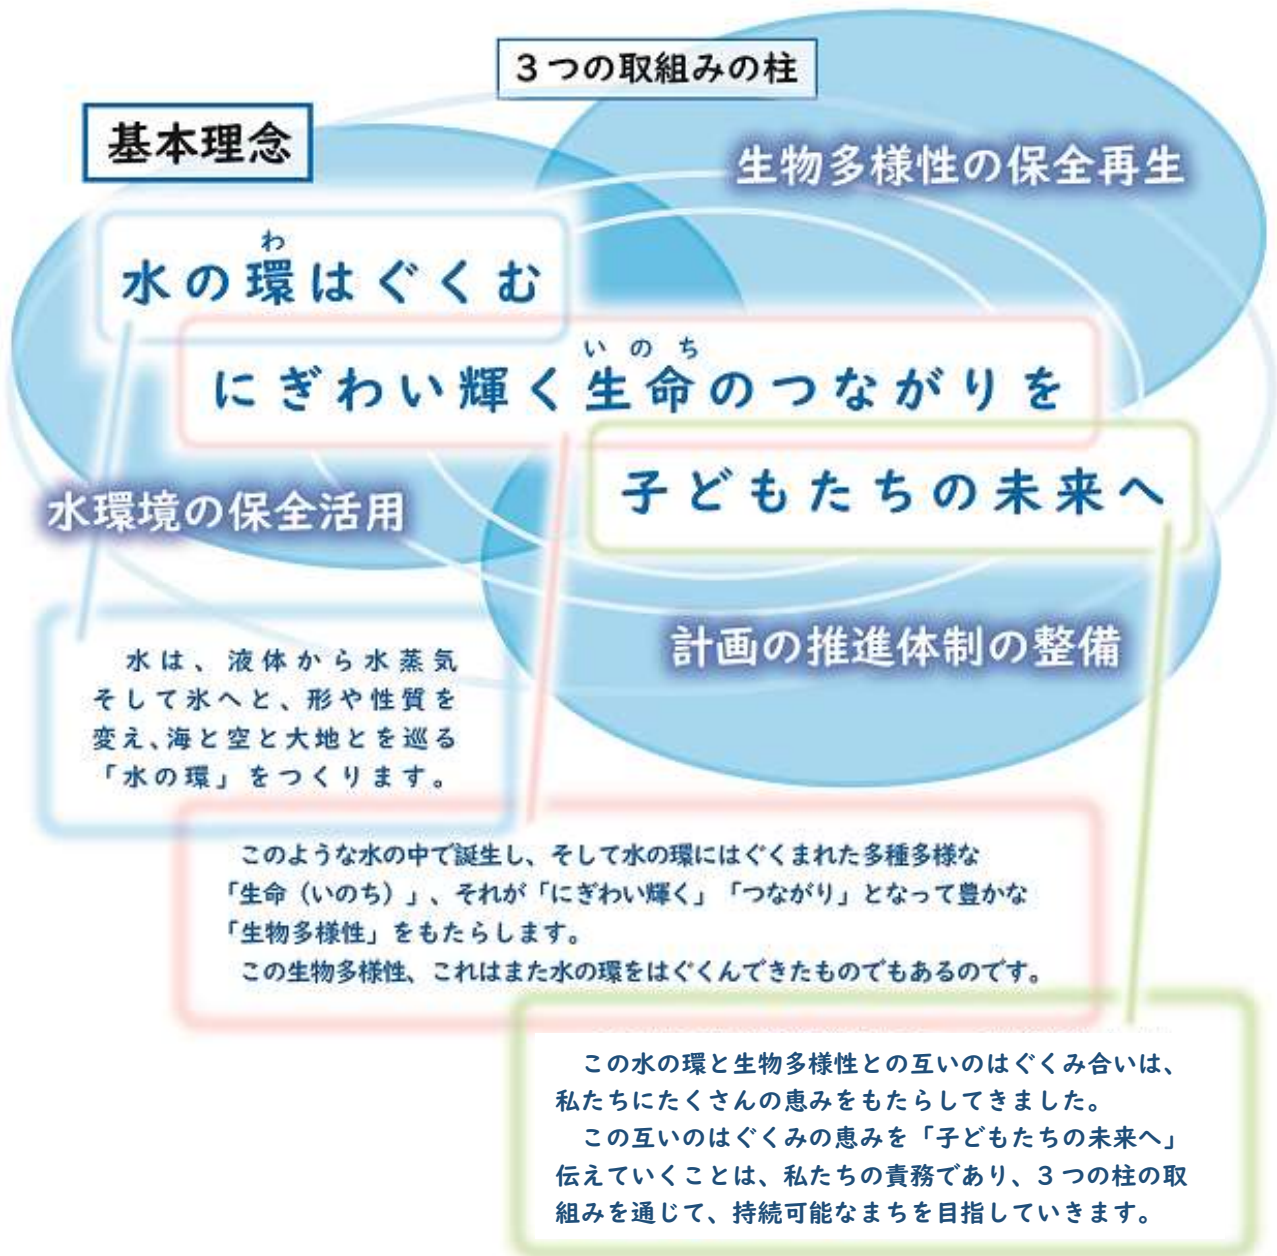 3つの取組みの柱
基本理念
生物多様性の保全再生
わ
水の環はぐくむ
いのち
にぎわい輝く生命のつながりを
子どもたちの未来へ
水環境の保全活用
計画の推進体制の整備
水は、液体から水蒸気
そして氷へと、形や性質を
変え、海と空と大地とを巡る
「水の環」をつくります。
このような水の中で誕生し、そして水の環にはぐくまれた多種多様な
「生命（いのち）」、それが「にぎわい輝く」「つながり」となって豊かな
「生物多様性」をもたらします。
この生物多様性、これはまた水の環をはぐくんできたものでもあるのです。
この水の環と生物多様性との互いのはぐくみ合いは、
私たちにたくさんの恵みをもたらしてきました。
この互いのはぐくみの恵みを「子どもたちの未来へ」
伝えていくことは、私たちの責務であり、3つの柱の取
組みを通じて、持続可能なまちを目指していきます。